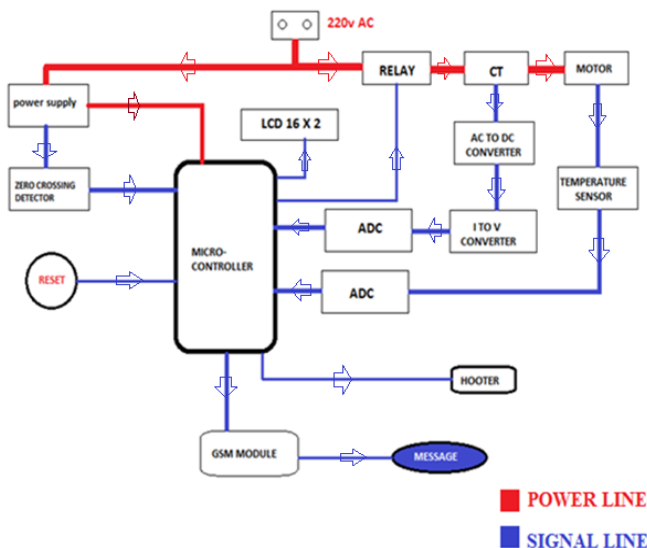 220v AC
RELAY
CT
MOTOR
power supply
LCD 16 X 2
AC TO DC
CONVERTER
ZERO CROSSING
DETECTOR
TEMPERATURE
SENSOR
ADC
I TO V
CONVERTER
MICRO-
CONTROLLER
RESET
ADC
HOOTER
GSM MODULE
MESSAGE
POWER LINE
SIGNAL LINE